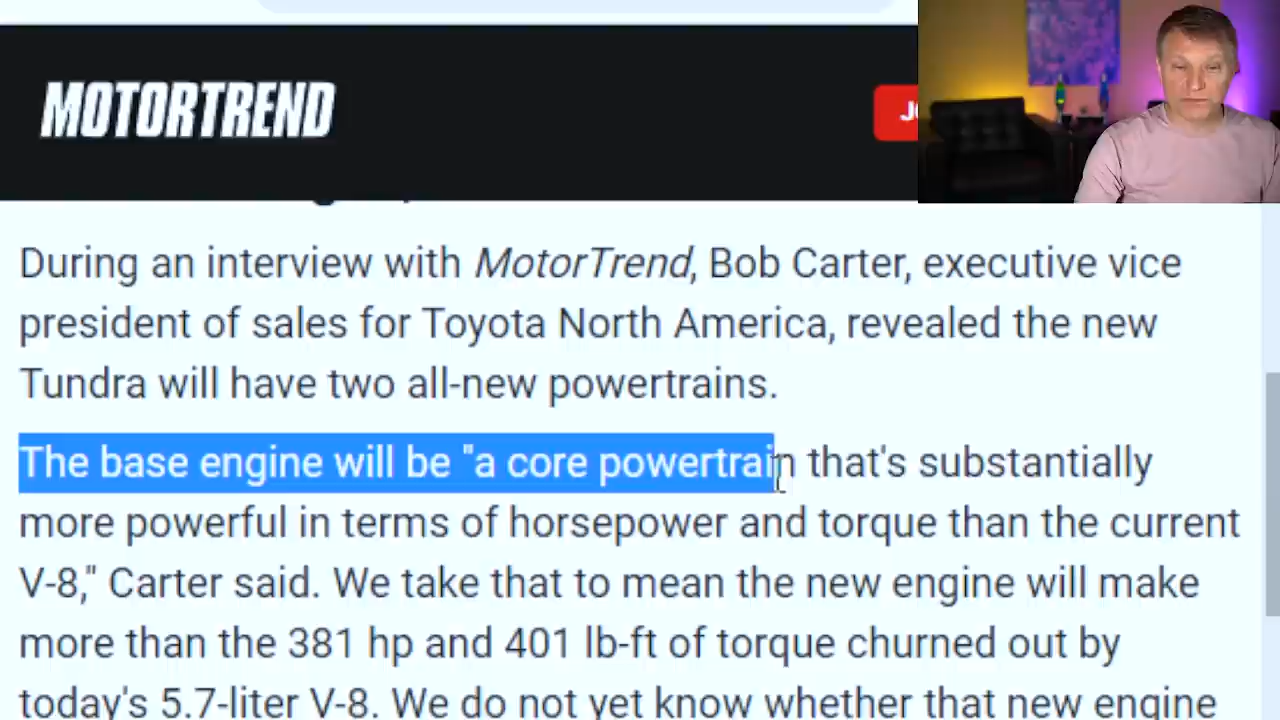 MOTORTREND
During an interview with MotorTrend, Bob Carter, executive vice
president of sales for Toyota North America, revealed the new
Tundra will have two all-new powertrains.
The base engine will be "a core powertrain that's substantially
more powerful in terms of horsepower and torque than the current
V-8," Carter said. We take that to mean the new engine will make
more than the 381 hp and 401 lb-ft of torque churned out by
today's 5.7-liter V-8. We do not yet know whether that new engine